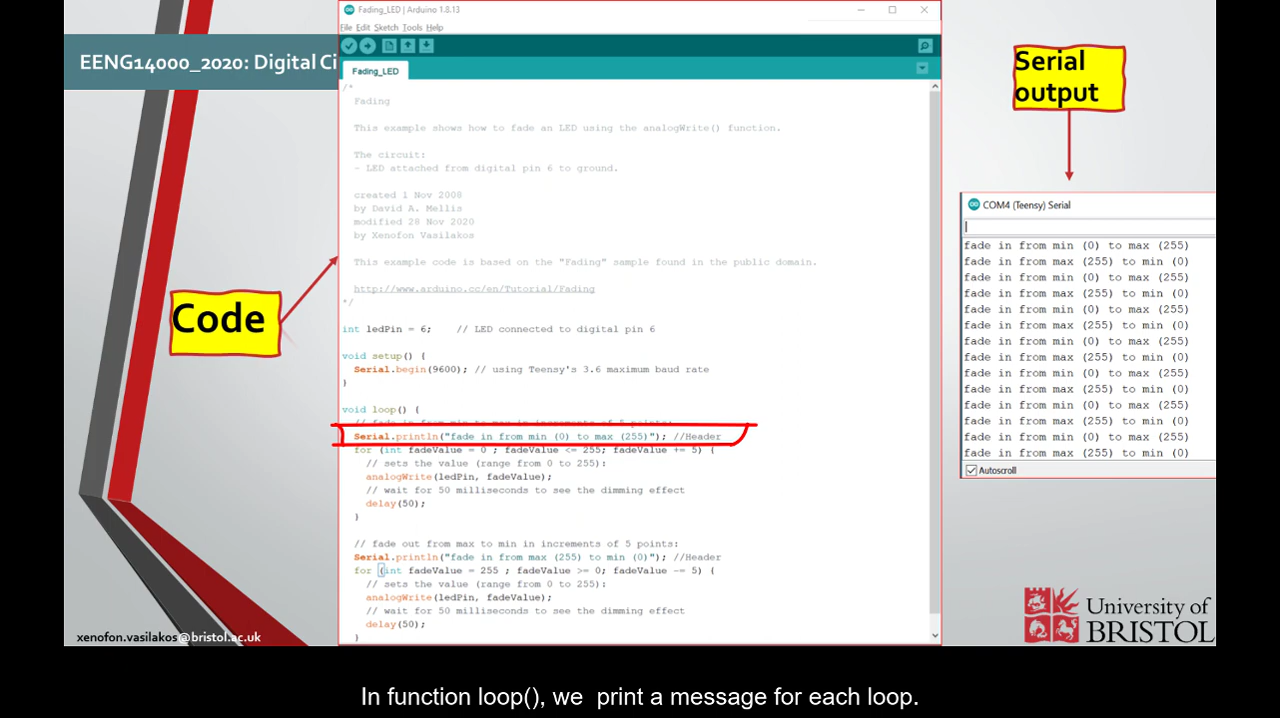 Fading_LED | Arduino 1.8.13
File Edit Sketch Tools Help
EENG14000_2020: Digital Ci
Fading_LED
/*
Fading
This example shows how to fade an LED using the analogWrite() function.
The circuit:
- LED attached from digital pin 6 to ground.
created 1 Nov 2008
by David A. Mellis
modified 28 Nov 2020
by Xenofon Vasilakos
This example code is based on the "Fading" sample found in the public domain.
http://www.arduino.cc/en/Tutorial/Fading
*/
int ledPin = 6;    // LED connected to digital pin 6
void setup() {
Serial.begin(9600); // using Teensy's 3.6 maximum baud rate
}
void loop() {
// fade in from min to max in increments of 5 points:
Serial.println("fade in from min (0) to max (255)"); //Header
for (int fadeValue = 0 ; fadeValue <= 255; fadeValue += 5) {
// sets the value (range from 0 to 255):
analogWrite(ledPin, fadeValue);
// wait for 50 milliseconds to see the dimming effect
delay(50);
}
// fade out from max to min in increments of 5 points:
Serial.println("fade in from max (255) to min (0)"); //Header
for (int fadeValue = 255 ; fadeValue >= 0; fadeValue -= 5) {
// sets the value (range from 0 to 255):
analogWrite(ledPin, fadeValue);
// wait for 50 milliseconds to see the dimming effect
delay(50);
}
Code
Serial
output
COM4 (Teensy) Serial
fade in from min (0) to max (255)
fade in from max (255) to min (0)
fade in from min (0) to max (255)
fade in from max (255) to min (0)
fade in from min (0) to max (255)
fade in from max (255) to min (0)
fade in from min (0) to max (255)
fade in from max (255) to min (0)
fade in from min (0) to max (255)
fade in from max (255) to min (0)
fade in from min (0) to max (255)
fade in from max (255) to min (0)
fade in from min (0) to max (255)
fade in from max (255) to min (0)
Autoscroll
University of
BRISTOL
xenofon.vasilakos@bristol.ac.uk
In function loop(), we  print a message for each loop.